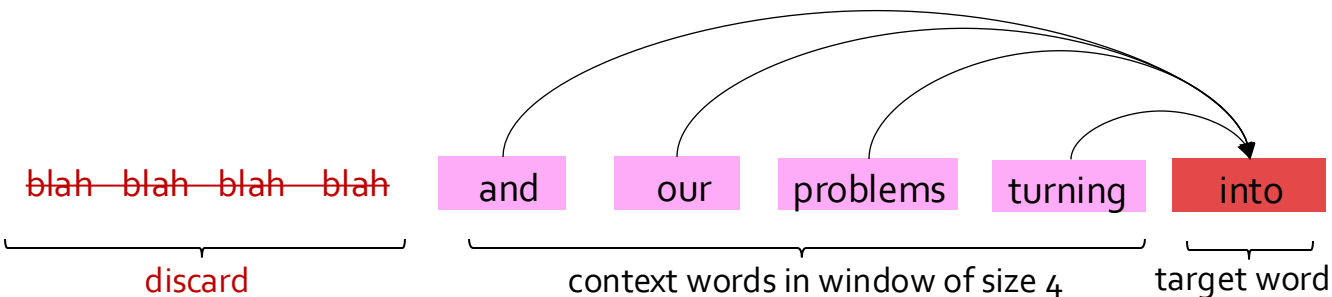 blah blah blah blah and our problems turning into
discard context words in window of size 4 target word